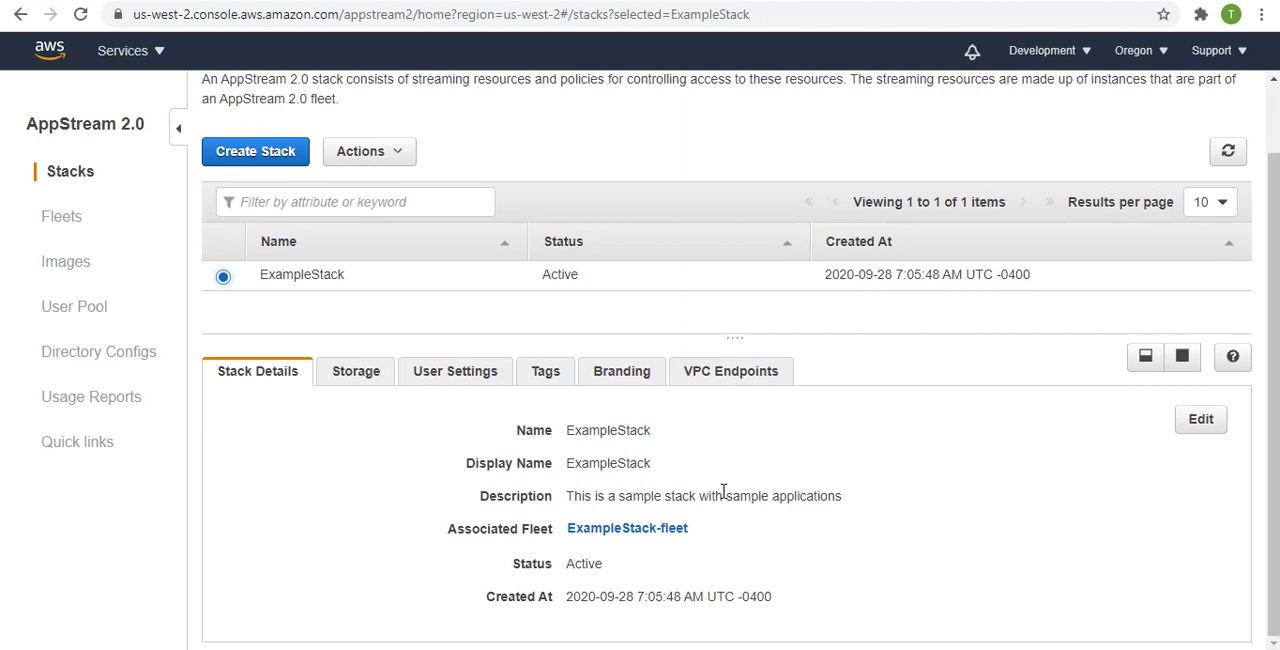 us-west-2.console.aws.amazon.com/appstream2/home?region=us-west-2#/stacks?selected=ExampleStack
T
aws Services Development Oregon Support
An AppStream 2.0 stack consists of streaming resources and policies for controlling access to these resources. The streaming resources are made up of instances that are part of
an AppStream 2.0 fleet.
AppStream 2.0
Stacks
Fleets
Images
User Pool
Directory Configs
Usage Reports
Quick links
Create Stack Actions
Filter by attribute or keyword « ‹ Viewing 1 to 1 of 1 items › » Results per page 10
Name Status Created At
ExampleStack Active 2020-09-28 7:05:48 AM UTC -0400
Stack Details Storage User Settings Tags Branding VPC Endpoints
Edit
Name ExampleStack
Display Name ExampleStack
Description This is a sample stack with sample applications
Associated Fleet ExampleStack-fleet
Status Active
Created At 2020-09-28 7:05:48 AM UTC -0400